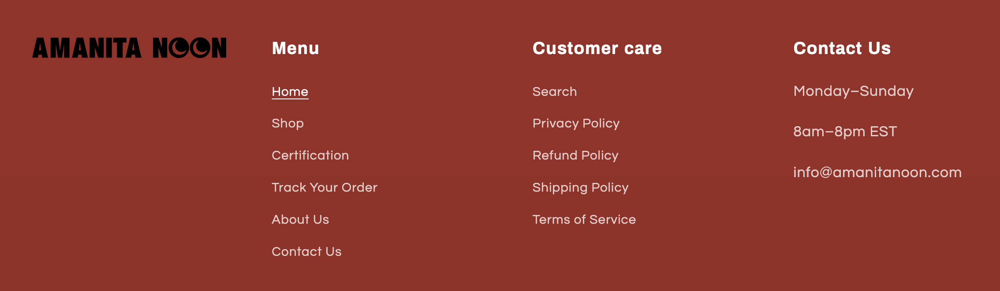 AMANITA NOON
Menu
Home
Shop
Certification
Track Your Order
About Us
Contact Us
Customer care
Search
Privacy Policy
Refund Policy
Shipping Policy
Terms of Service
Contact Us
Monday–Sunday
8am–8pm EST
info@amanitanoon.com